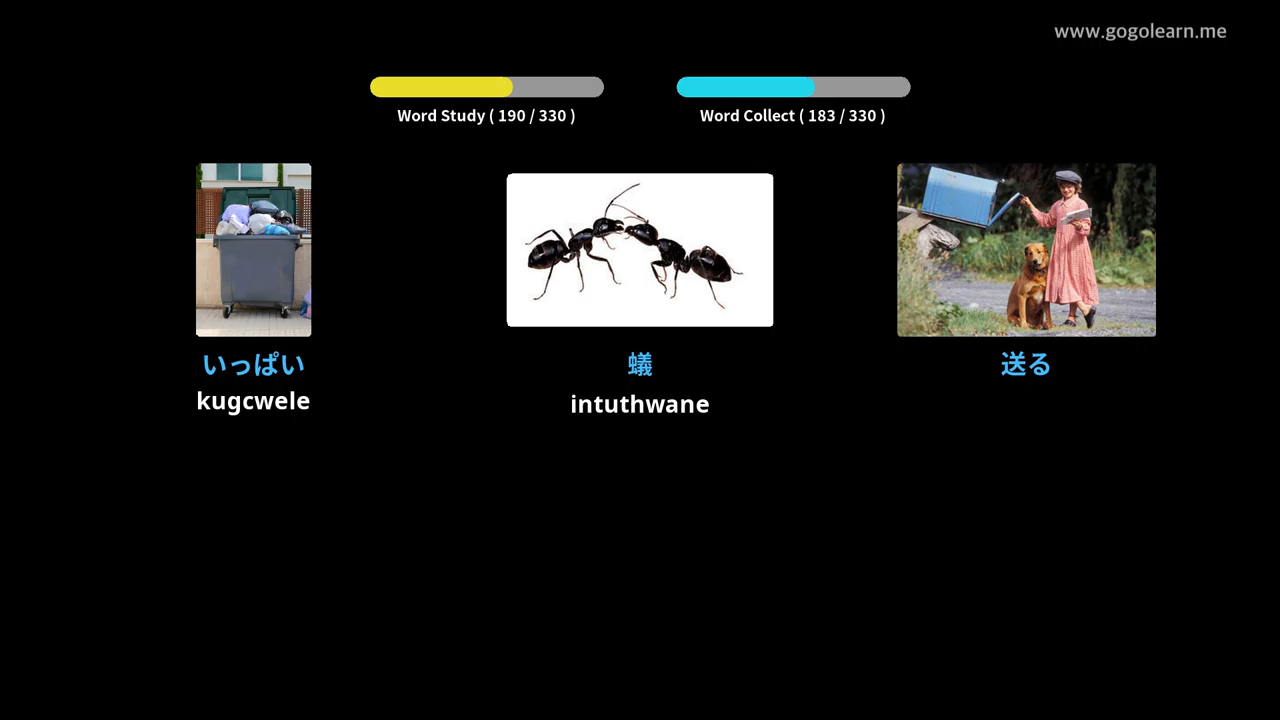 www.gogolearn.me
Word Study ( 190 / 330 )
Word Collect ( 183 / 330 )
いっぱい
kugcwele
蟻
intuthwane
送る